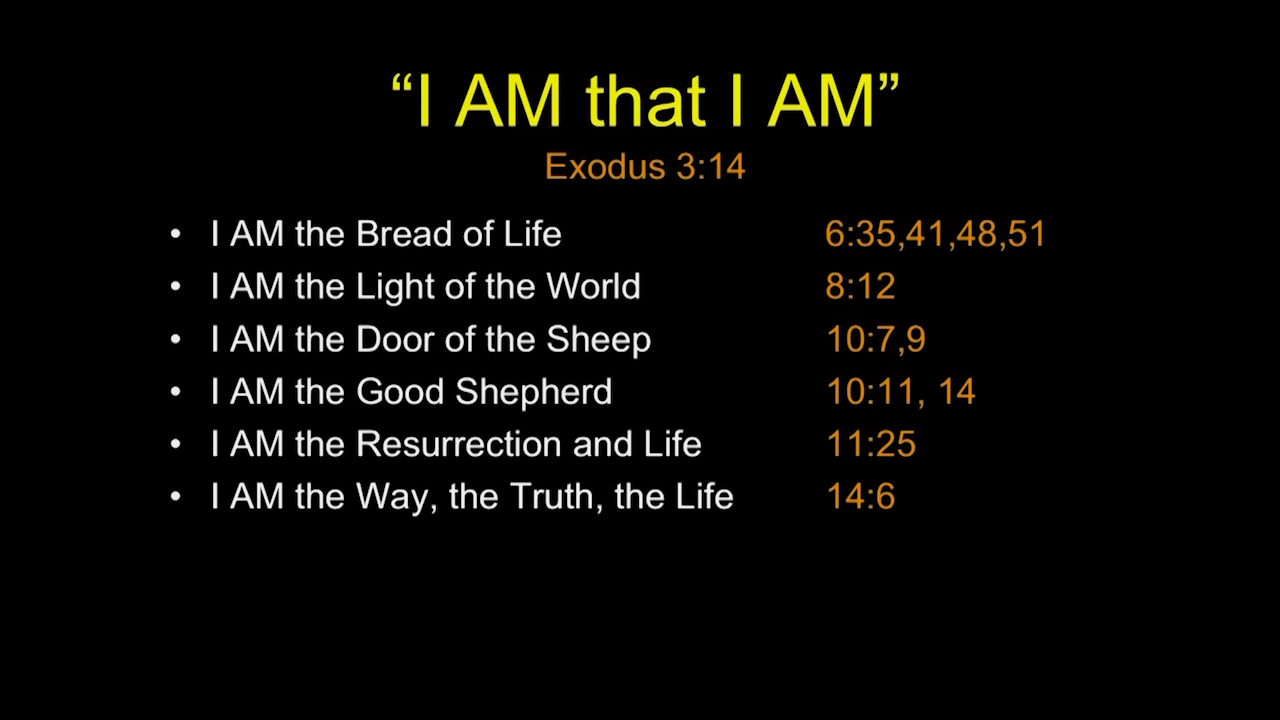 “I AM that I AM”
Exodus 3:14
• I AM the Bread of Life 6:35,41,48,51
• I AM the Light of the World 8:12
• I AM the Door of the Sheep 10:7,9
• I AM the Good Shepherd 10:11, 14
• I AM the Resurrection and Life 11:25
• I AM the Way, the Truth, the Life 14:6